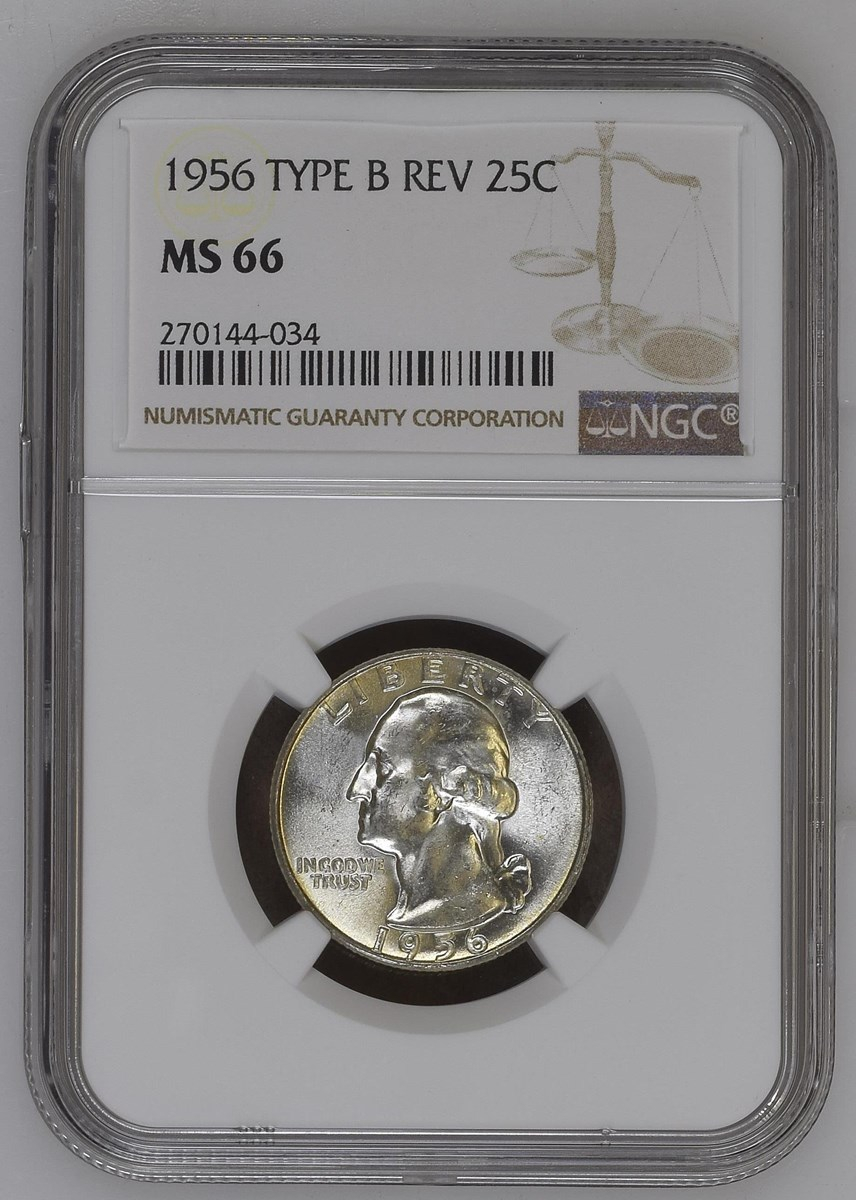 1956 TYPE B REV 25C
MS 66
270144-034
NUMISMATIC GUARANTY CORPORATION
NGC®
LIBERTY
IN GOD WE
TRUST
1956